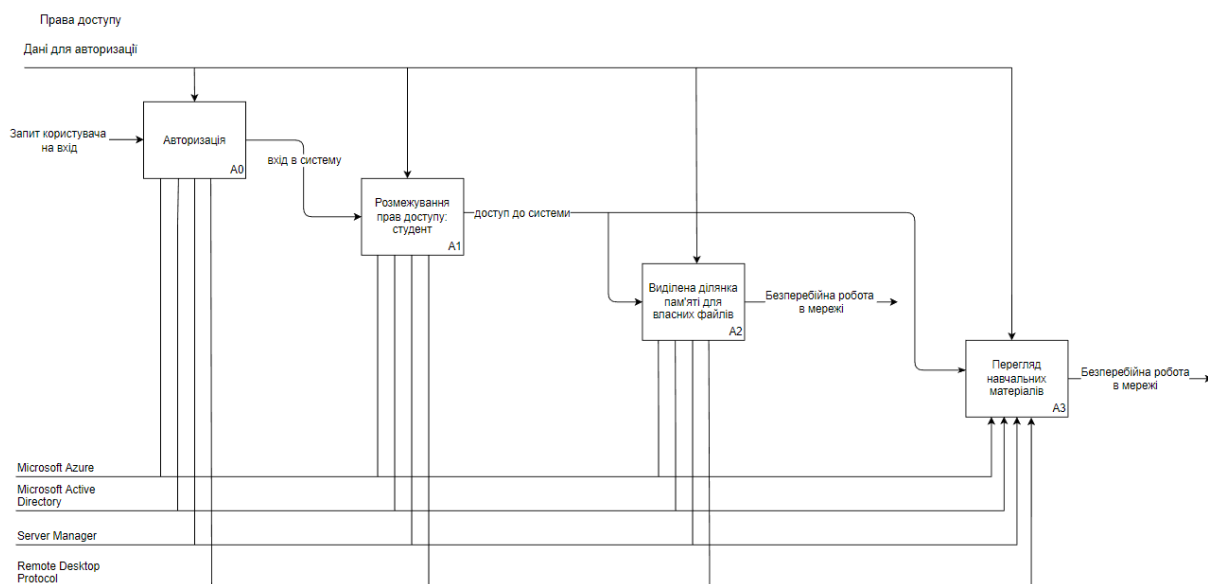 Права доступу
Дані для авторизації
Запит користувача
на вхід
Авторизація
A0
вхід в систему
Розмежування
прав доступу:
студент
A1
доступ до системи
Виділена ділянка
пам'яті для
власних файлів
A2
Безперебійна робота
в мережі
Перегляд
навчальних
матеріалів
A3
Безперебійна робота
в мережі
Microsoft Azure
Microsoft Active
Directory
Server Manager
Remote Desktop
Protocol